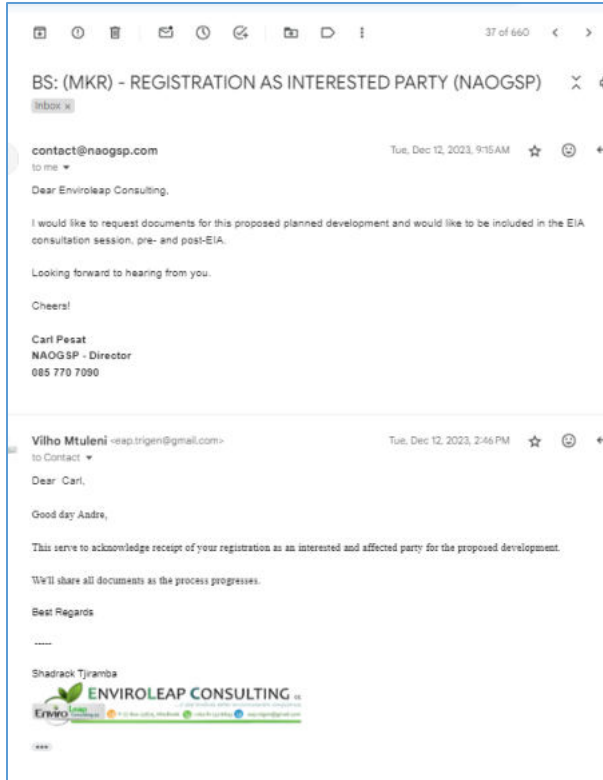 37 of 660
BS: (MKR) - REGISTRATION AS INTERESTED PARTY (NAOGSP)
Inbox x
contact@naogsp.com
Tue, Dec 12, 2023, 9:15 AM
to me
Dear Enviroleap Consulting,
I would like to request documents for this proposed planned development and would like to be included in the EIA
consultation session, pre- and post-EIA.
Looking forward to hearing from you.
Cheers!
Carl Pesat
NAOGSP - Director
085 770 7090
Vilho Mtuleni <eap.trigen@gmail.com>
Tue, Dec 12, 2023, 2:46 PM
to Contact
Dear Carl,
Good day Andre,
This serve to acknowledge receipt of your registration as an interested and affected party for the proposed development.
We'll share all documents as the process progresses.
Best Regards
-----
Shadrack Tjiramba
ENVIROLEAP CONSULTING cc
Enviro Leap